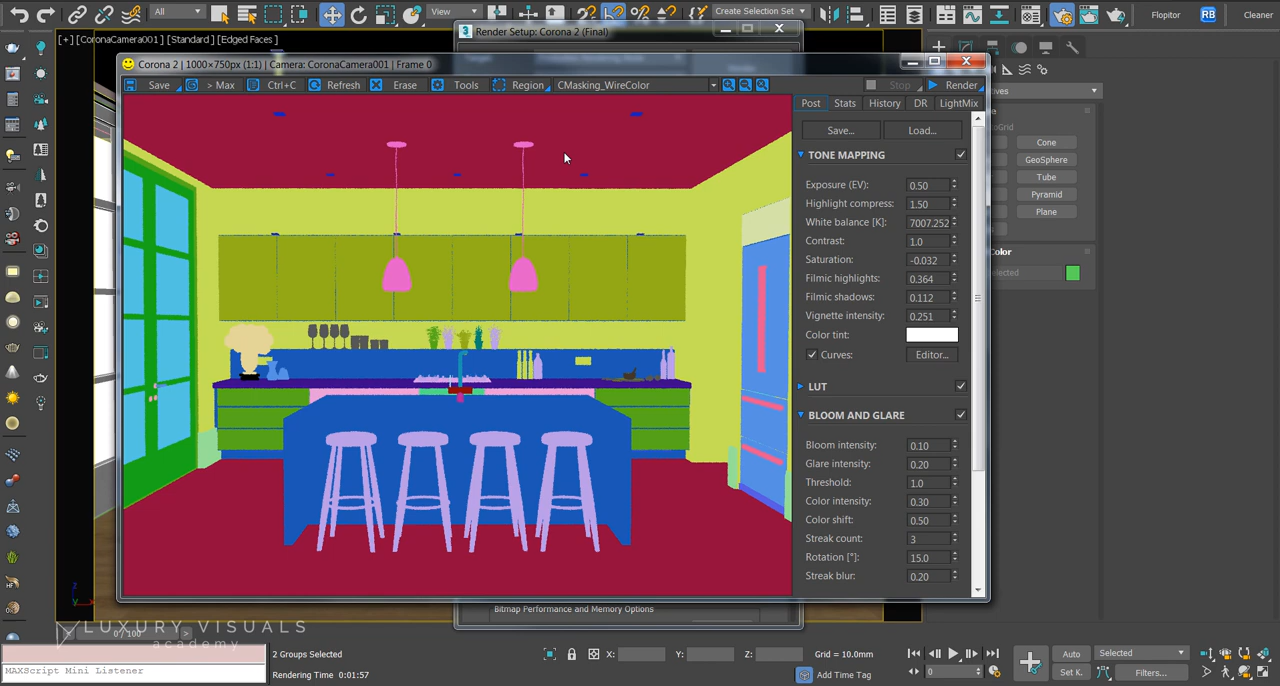 All
View
Create Selection Set
Flopitor
RB
Cleaner
[+] [CoronaCamera001] [Standard] [Edged Faces]
3 Render Setup: Corona 2 (Final)
Corona 2 | 1000×750px (1:1) | Camera: CoronaCamera001 | Frame 0
Save
> Max
Ctrl+C
Refresh
Erase
Tools
Region
CMasking_WireColor
Stop
Render
Post
Stats
History
DR
LightMix
Save...
Load...
TONE MAPPING
Exposure (EV): 0.50
Highlight compress: 1.50
White balance [K]: 7007.252
Contrast: 1.0
Saturation: -0.032
Filmic highlights: 0.364
Filmic shadows: 0.112
Vignette intensity: 0.251
Color tint:
Curves: Editor...
LUT
BLOOM AND GLARE
Bloom intensity: 0.10
Glare intensity: 0.20
Threshold: 1.0
Color intensity: 0.30
Color shift: 0.50
Streak count: 3
Rotation [°]: 15.0
Streak blur: 0.20
Cone
GeoSphere
Tube
Pyramid
Plane
Color
Bitmap Performance and Memory Options
LUXURY VISUALS
academy
0 / 100
MAXScript Mini Listener
2 Groups Selected
Rendering Time 0:01:57
X:
Y:
Z:
Grid = 10.0mm
Add Time Tag
0
Auto
Selected
Set K.
Filters...